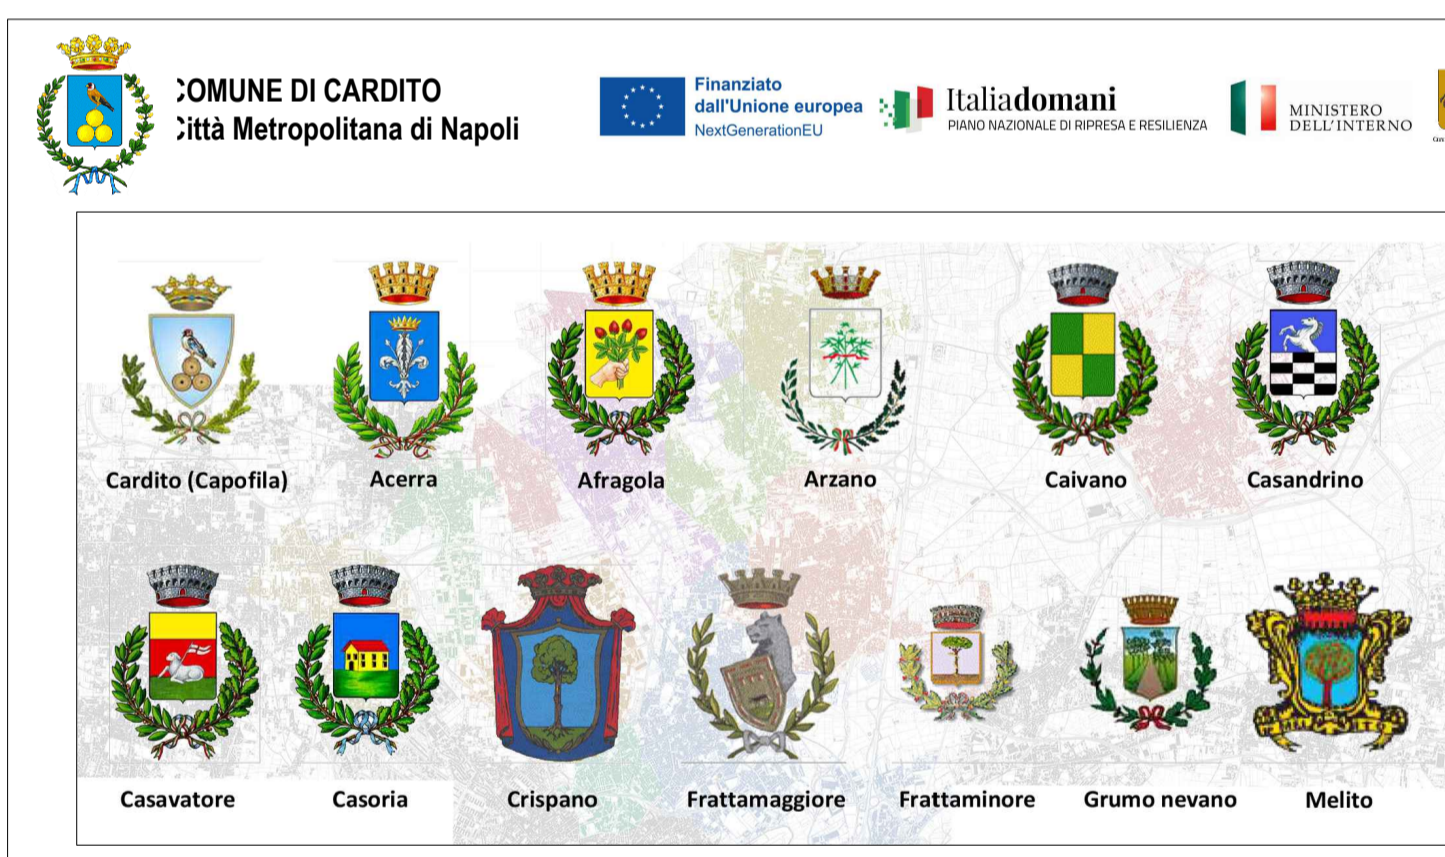 COMUNE DI CARDITO
Città Metropolitana di Napoli
Finanziato
dall'Unione europea
NextGenerationEU
Italiadomani
PIANO NAZIONALE DI RIPRESA E RESILIENZA
MINISTERO
DELL'INTERNO
Cardito (Capofila)
Acerra
Afragola
Arzano
Caivano
Casandrino
Casavatore
Casoria
Crispano
Frattamaggiore
Frattaminore
Grumo nevano
Melito